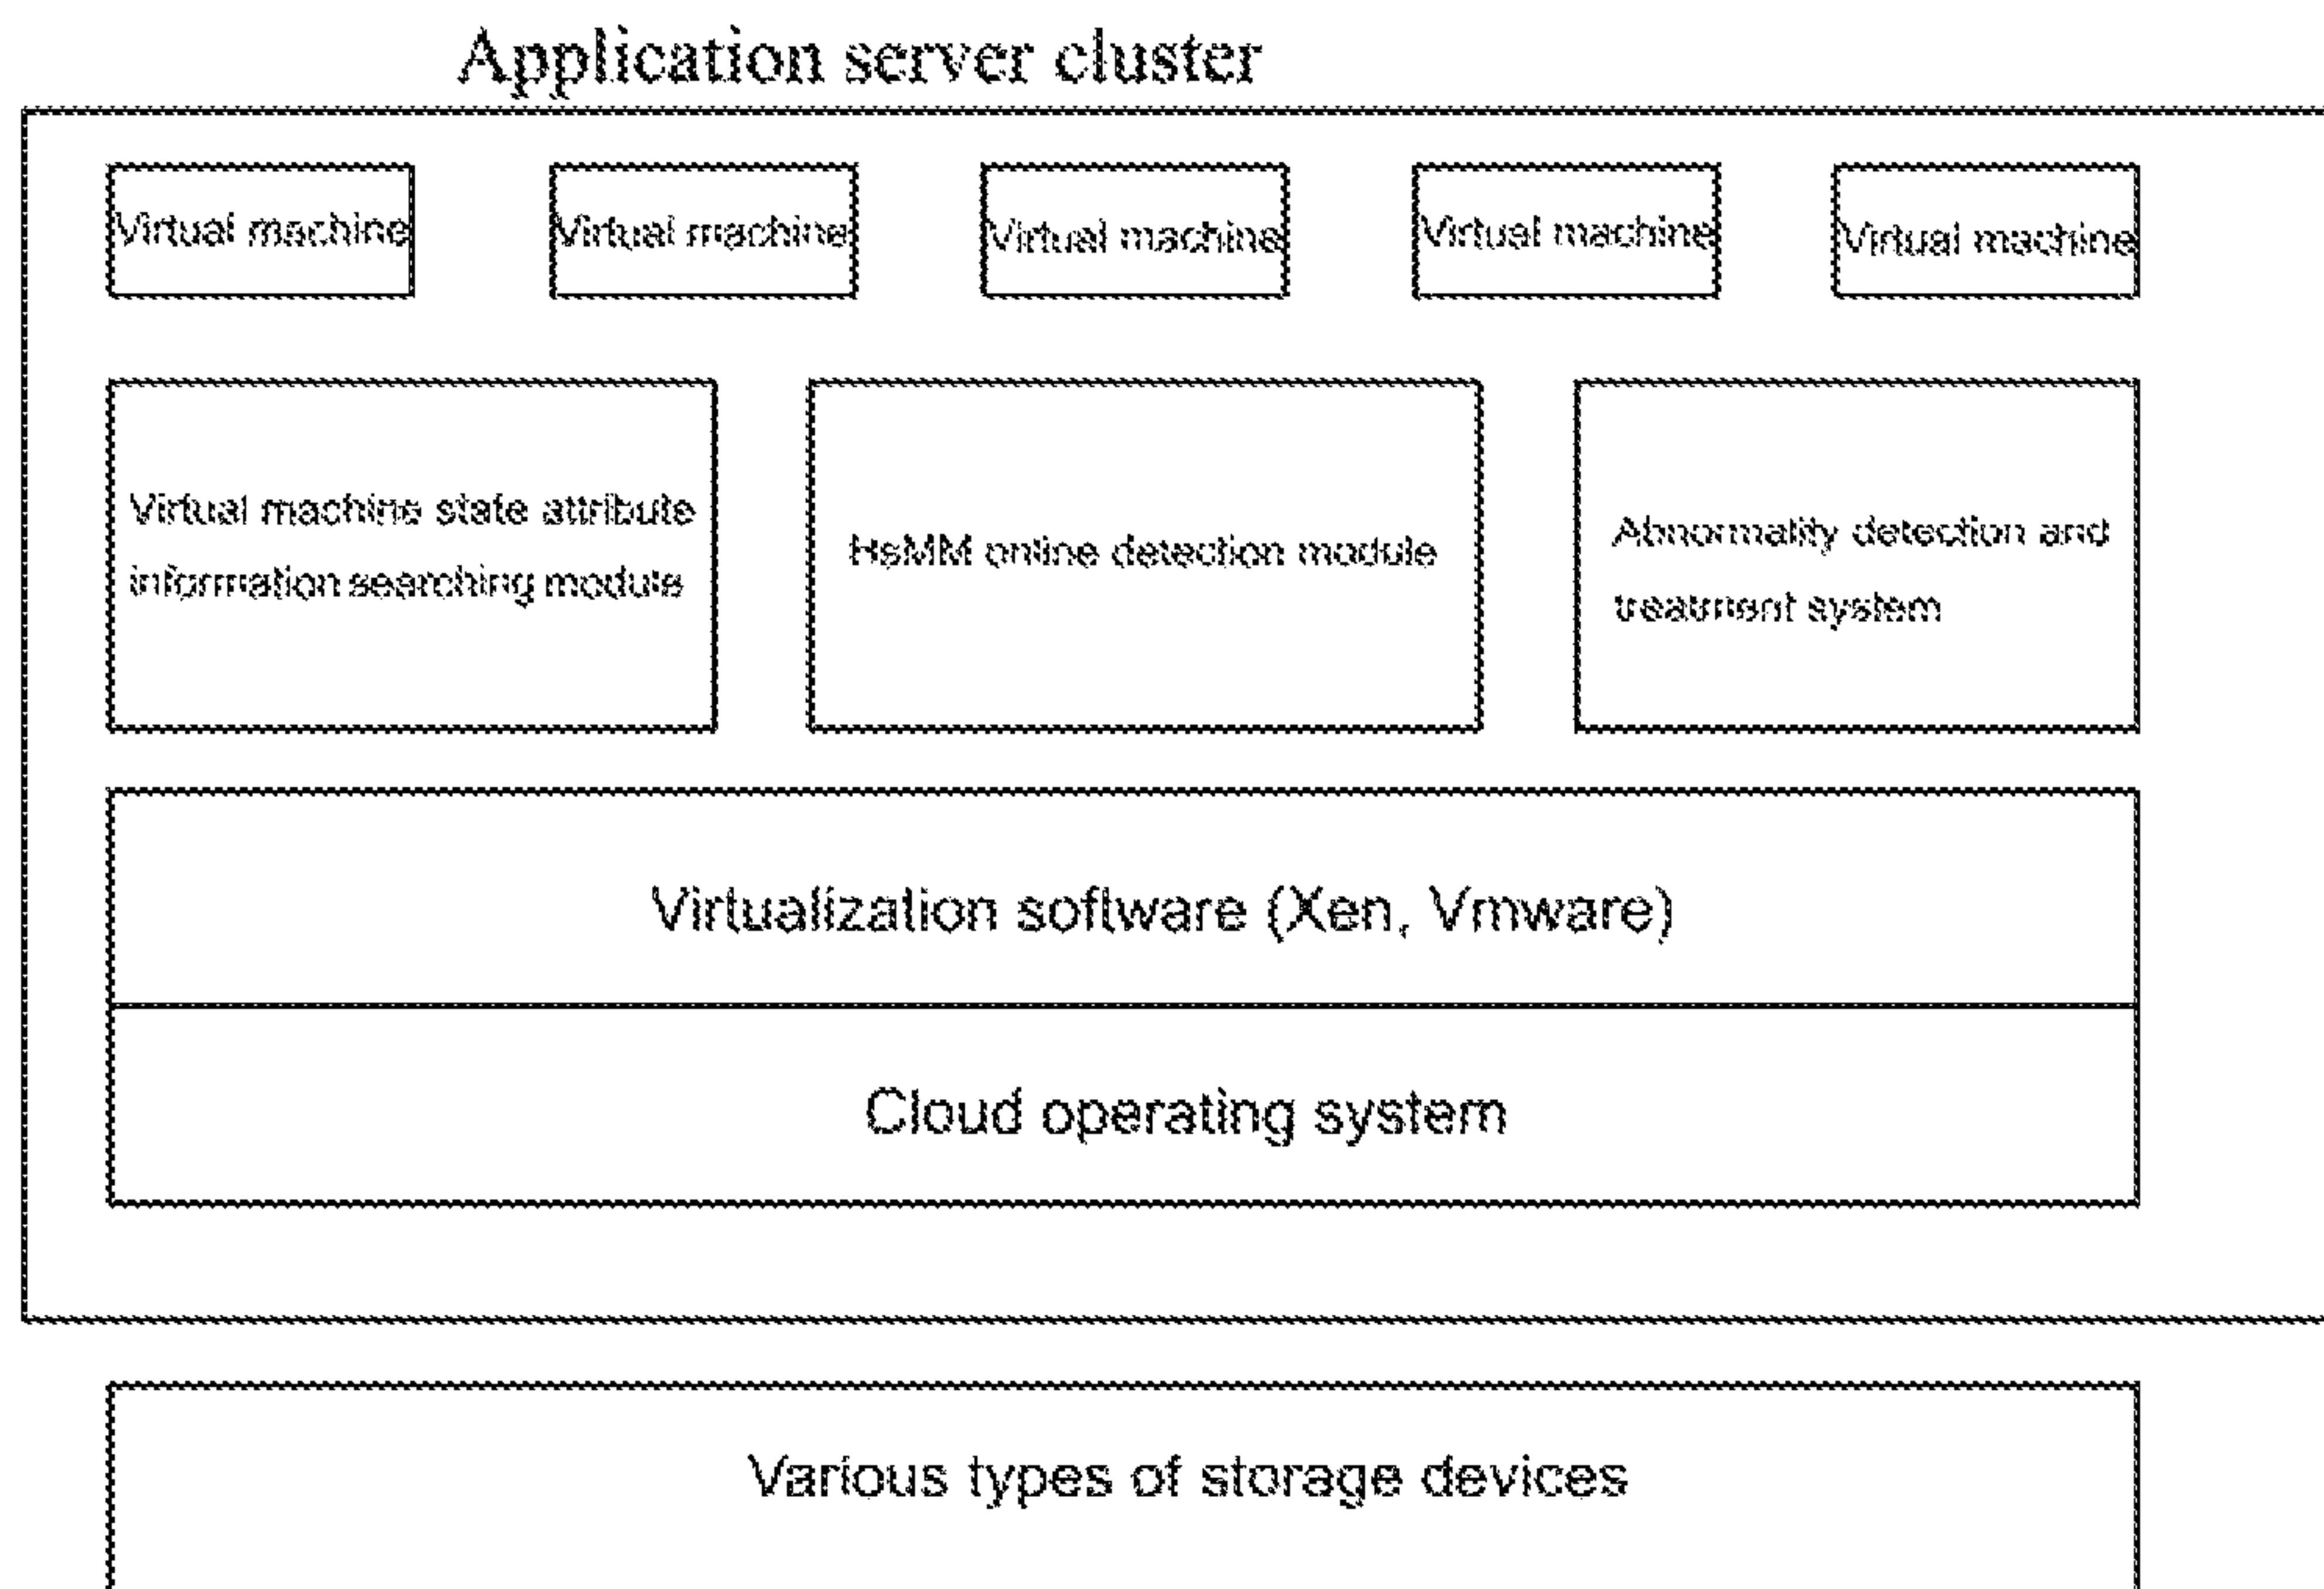 Application server cluster
Virtual machine
Virtual machine
Virtual machine
Virtual machine
Virtual machine
Virtual machine state attribute
information searching module
HsMM online detection module
Abnormality detection and
treatment system
Virtualization software (Xen, Vmware)
Cloud operating system
Various types of storage devices